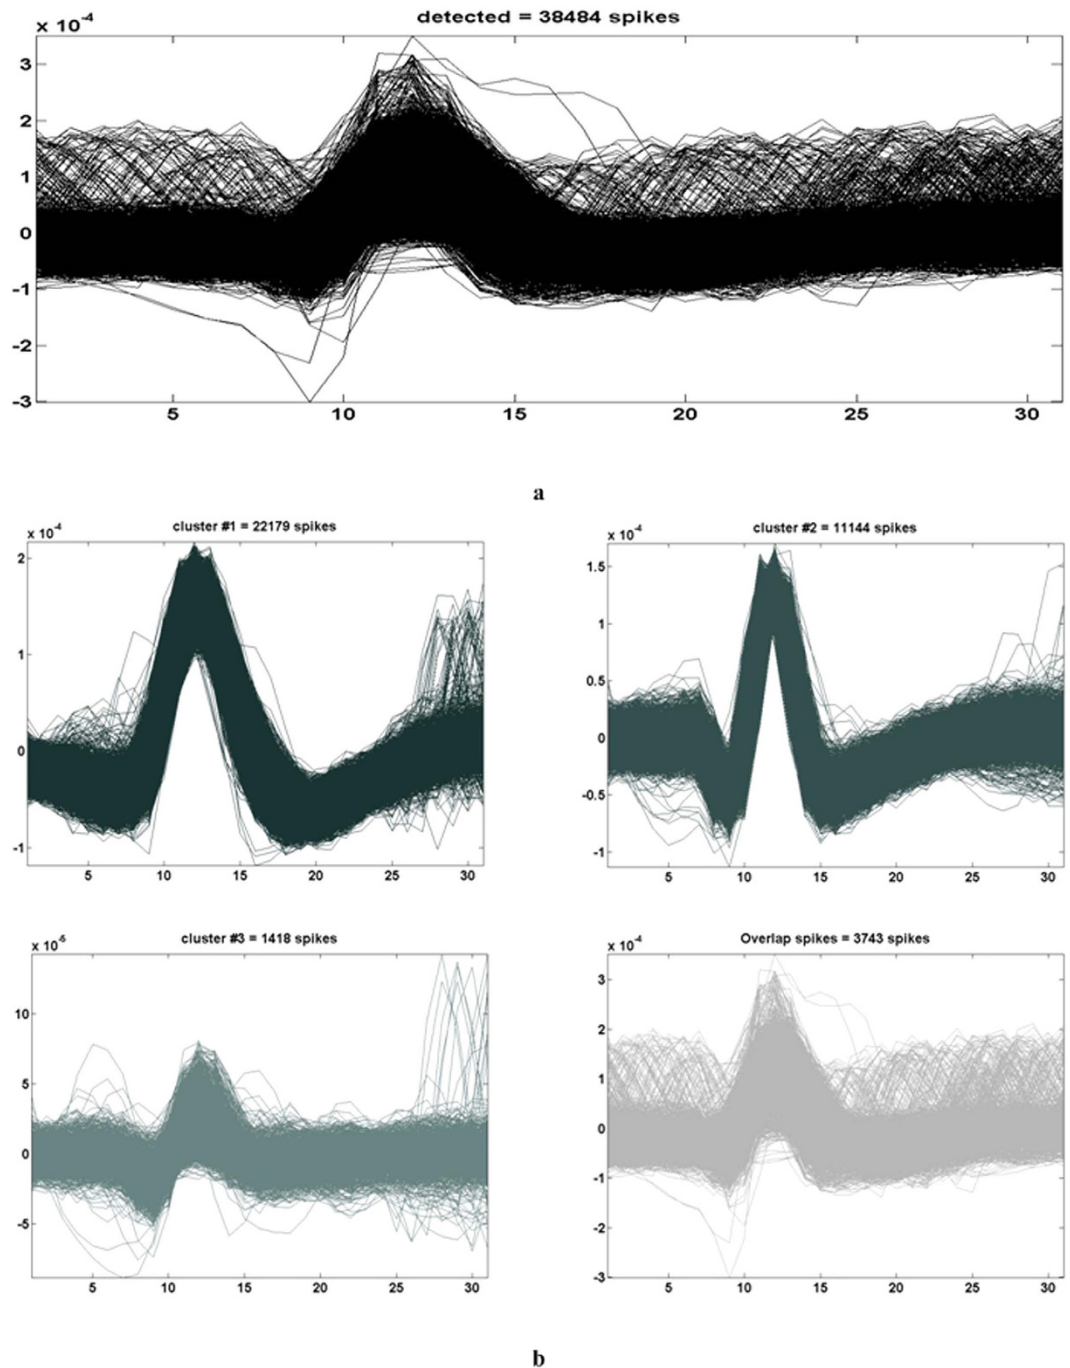 detected = 38484 spikes
x 10-4
3
2
1
0
-1
-2
-3
5 10 15 20 25 30
a
cluster #1 = 22179 spikes
x 10-4
2
1
0
-1
5 10 15 20 25 30
cluster #2 = 11144 spikes
x 10-4
1.5
1
0.5
0
-0.5
-1
5 10 15 20 25 30
cluster #3 = 1418 spikes
x 10-5
10
5
0
-5
5 10 15 20 25 30
Overlap spikes = 3743 spikes
x 10-4
3
2
1
0
-1
-2
-3
5 10 15 20 25 30
b